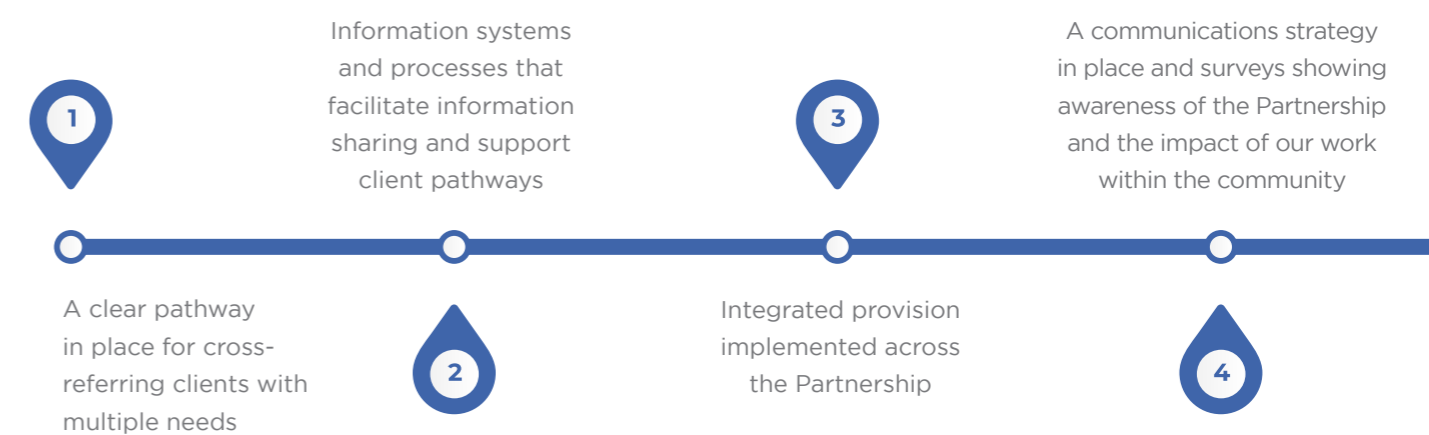 1
A clear pathway
in place for cross-
referring clients with
multiple needs
Information systems
and processes that
facilitate information
sharing and support
client pathways
2
3
Integrated provision
implemented across
the Partnership
A communications strategy
in place and surveys showing
awareness of the Partnership
and the impact of our work
within the community
4